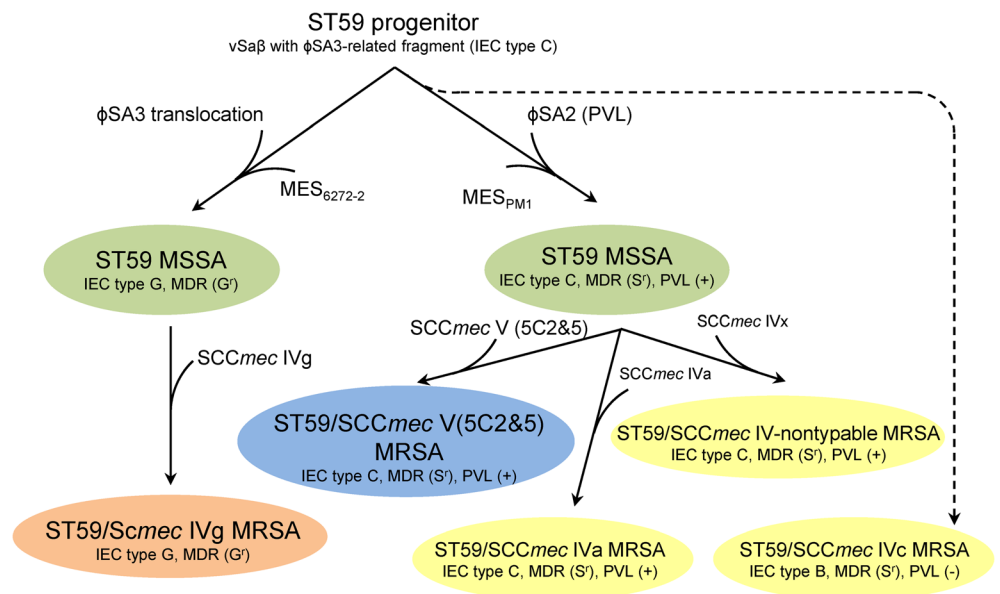 ST59 progenitor
vSaβ with ϕSA3-related fragment (IEC type C)
ϕSA3 translocation
ϕSA2 (PVL)
MES6272-2
MESPM1
ST59 MSSA
IEC type G, MDR (Gʳ)
ST59 MSSA
IEC type C, MDR (Sʳ), PVL (+)
SCCmec V (5C2&5)
SCCmec IVx
SCCmec IVg
SCCmec IVa
ST59/SCCmec V(5C2&5)
MRSA
IEC type C, MDR (Sʳ), PVL (+)
ST59/SCCmec IV-nontypable MRSA
IEC type C, MDR (Sʳ), PVL (+)
ST59/Scmec IVg MRSA
IEC type G, MDR (Gʳ)
ST59/SCCmec IVa MRSA
IEC type C, MDR (Sʳ), PVL (+)
ST59/SCCmec IVc MRSA
IEC type B, MDR (Sʳ), PVL (-)